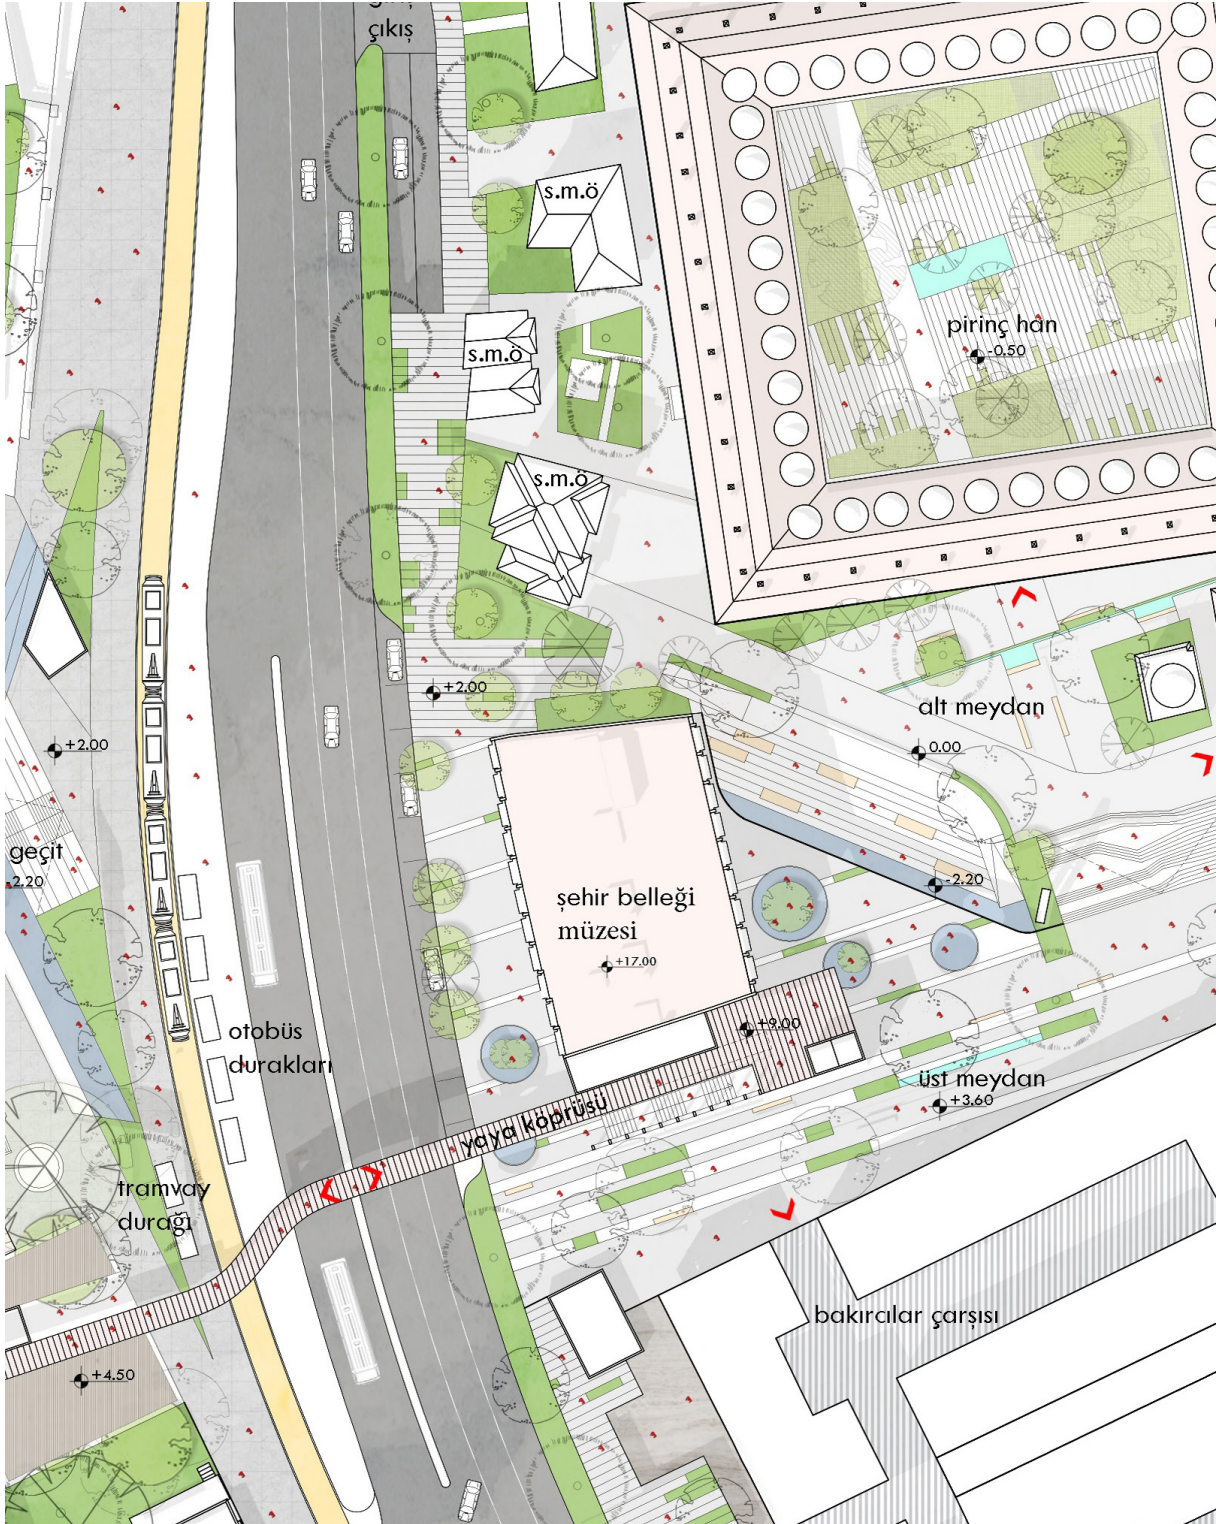 çıkış
s.m.ö
pirinç han
-0.50
s.m.ö
s.m.ö
+2.00
alt meydan
0.00
+2.00
geçit
-2.20
-2.20
şehir belleği
müzesi
+17.00
+9.00
otobüs
durakları
üst meydan
+3.60
yaya köprüsü
tramvay
durağı
bakırcılar çarşısı
+4.50